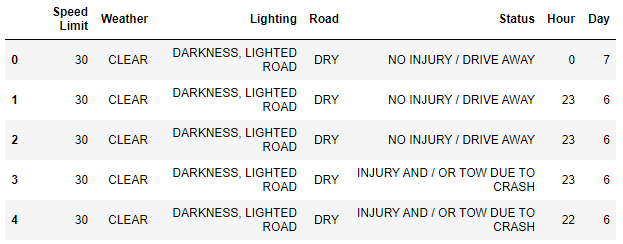 Speed Limit Weather Lighting Road Status Hour Day
0 30 CLEAR DARKNESS, LIGHTED ROAD DRY NO INJURY / DRIVE AWAY 0 7
1 30 CLEAR DARKNESS, LIGHTED ROAD DRY NO INJURY / DRIVE AWAY 23 6
2 30 CLEAR DARKNESS, LIGHTED ROAD DRY NO INJURY / DRIVE AWAY 23 6
3 30 CLEAR DARKNESS, LIGHTED ROAD DRY INJURY AND / OR TOW DUE TO CRASH 23 6
4 30 CLEAR DARKNESS, LIGHTED ROAD DRY INJURY AND / OR TOW DUE TO CRASH 22 6